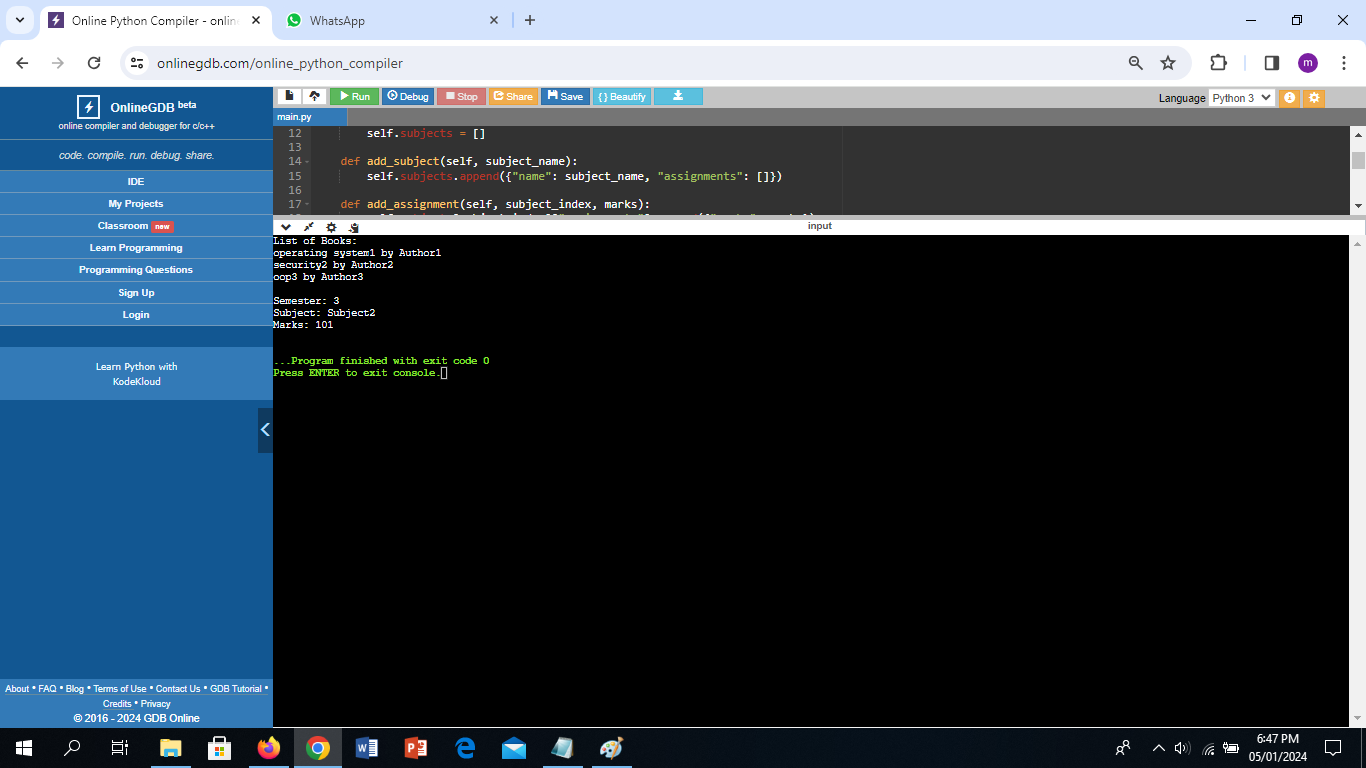 Online Python Compiler - online
WhatsApp
onlinegdb.com/online_python_compiler
m
OnlineGDB beta
online compiler and debugger for c/c++
code. compile. run. debug. share.
IDE
My Projects
Classroom new
Learn Programming
Programming Questions
Sign Up
Login
Learn Python with
KodeKloud
About • FAQ • Blog • Terms of Use • Contact Us • GDB Tutorial •
Credits • Privacy
© 2016 - 2024 GDB Online
Run Debug Stop Share Save { } Beautify
Language Python 3
main.py
12 self.subjects = []
13
14 def add_subject(self, subject_name):
15 self.subjects.append({"name": subject_name, "assignments": []})
16
17 def add_assignment(self, subject_index, marks):
input
List of Books:
operating system1 by Author1
security2 by Author2
oop3 by Author3
Semester: 3
Subject: Subject2
Marks: 101
...Program finished with exit code 0
Press ENTER to exit console.
6:47 PM
05/01/2024